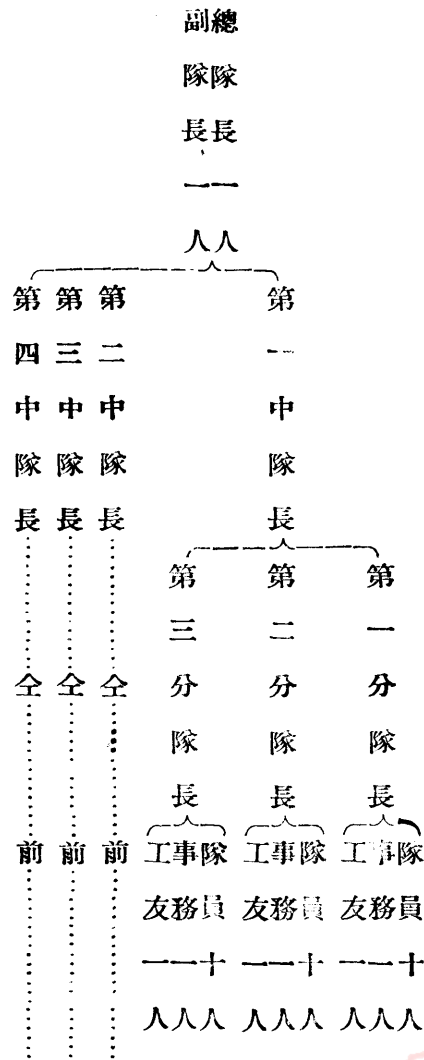 總隊長一人
副隊長一人
第一中隊長
第一分隊長
隊員十人
事務一人
工友一人
第二分隊長
隊員十人
事務一人
工友一人
第三分隊長
隊員十人
事務一人
工友一人
第二中隊長……仝……前……
第三中隊長……仝……前……
第四中隊長……仝……前……